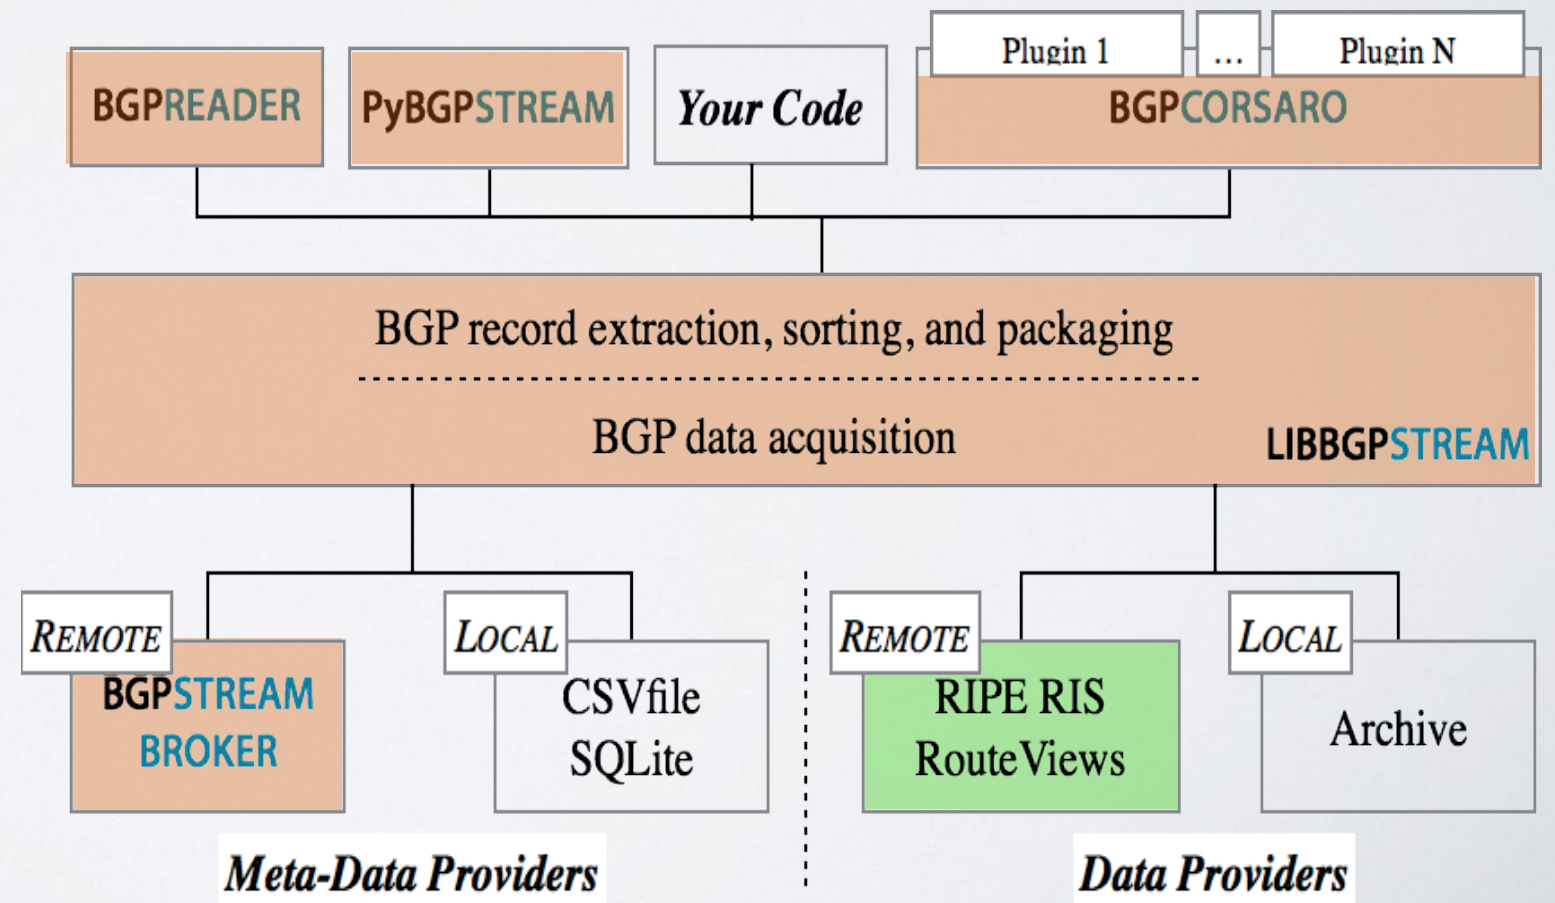 Plugin 1 ... Plugin N
BGPREADER PyBGPSTREAM Your Code BGPCORSARO
BGP record extraction, sorting, and packaging
BGP data acquisition
LIBBGPSTREAM
REMOTE
BGPSTREAM
BROKER
LOCAL
CSVfile
SQLite
REMOTE
RIPE RIS
RouteViews
LOCAL
Archive
Meta-Data Providers
Data Providers